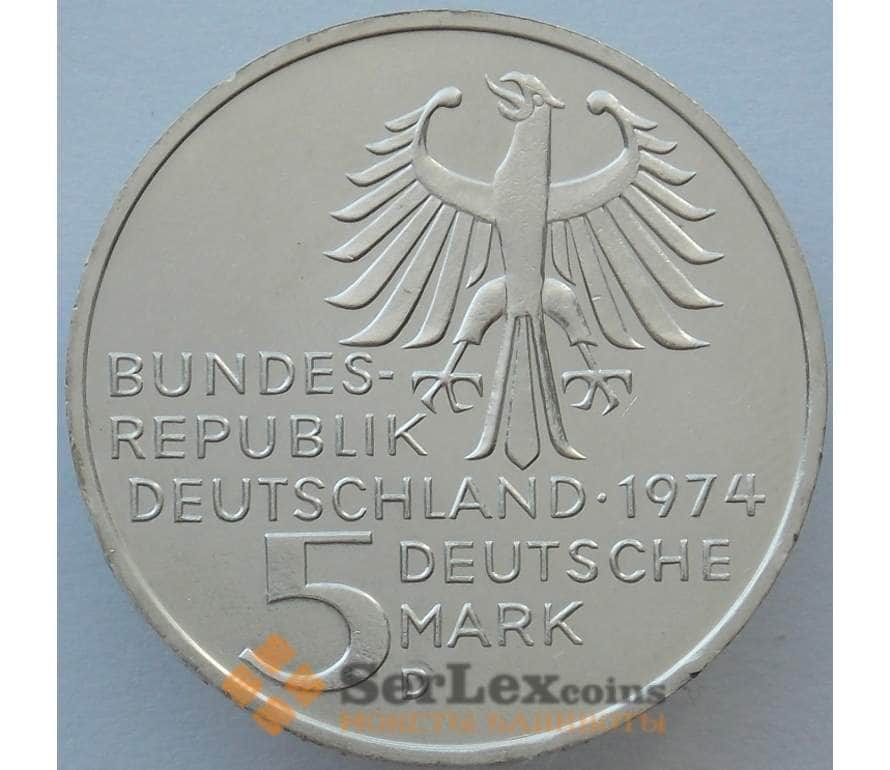 BUNDES-
REPUBLIK
DEUTSCHLAND · 1974
5 DEUTSCHE
MARK
D
SerLexcoins
МОНЕТЫ БАНКНОТЫ